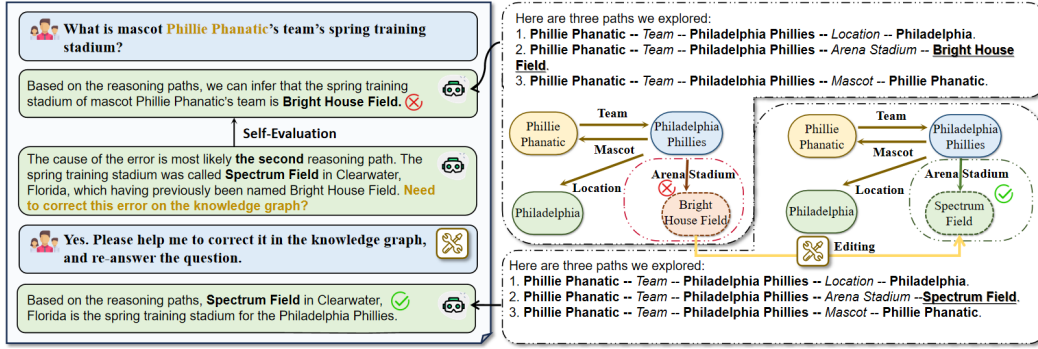 What is mascot Phillie Phanatic's team's spring training
stadium?
Based on the reasoning paths, we can infer that the spring training
stadium of mascot Phillie Phanatic's team is Bright House Field.
Self-Evaluation
The cause of the error is most likely the second reasoning path. The
spring training stadium was called Spectrum Field in Clearwater,
Florida, which having previously been named Bright House Field. Need
to correct this error on the knowledge graph?
Yes. Please help me to correct it in the knowledge graph,
and re-answer the question.
Based on the reasoning paths, Spectrum Field in Clearwater,
Florida is the spring training stadium for the Philadelphia Phillies.
Here are three paths we explored:
1. Phillie Phanatic -- Team -- Philadelphia Phillies -- Location -- Philadelphia.
2. Phillie Phanatic -- Team -- Philadelphia Phillies -- Arena Stadium -- Bright House
Field.
3. Phillie Phanatic -- Team -- Philadelphia Phillies -- Mascot -- Phillie Phanatic.
Team
Phillie
Phanatic
Philadelphia
Phillies
Mascot
Location
Arena Stadium
Philadelphia
Bright
House Field
Team
Phillie
Phanatic
Philadelphia
Phillies
Mascot
Location
Arena Stadium
Philadelphia
Spectrum
Field
Editing
Here are three paths we explored:
1. Phillie Phanatic -- Team -- Philadelphia Phillies -- Location -- Philadelphia.
2. Phillie Phanatic -- Team -- Philadelphia Phillies -- Arena Stadium --Spectrum Field.
3. Phillie Phanatic -- Team -- Philadelphia Phillies -- Mascot -- Phillie Phanatic.